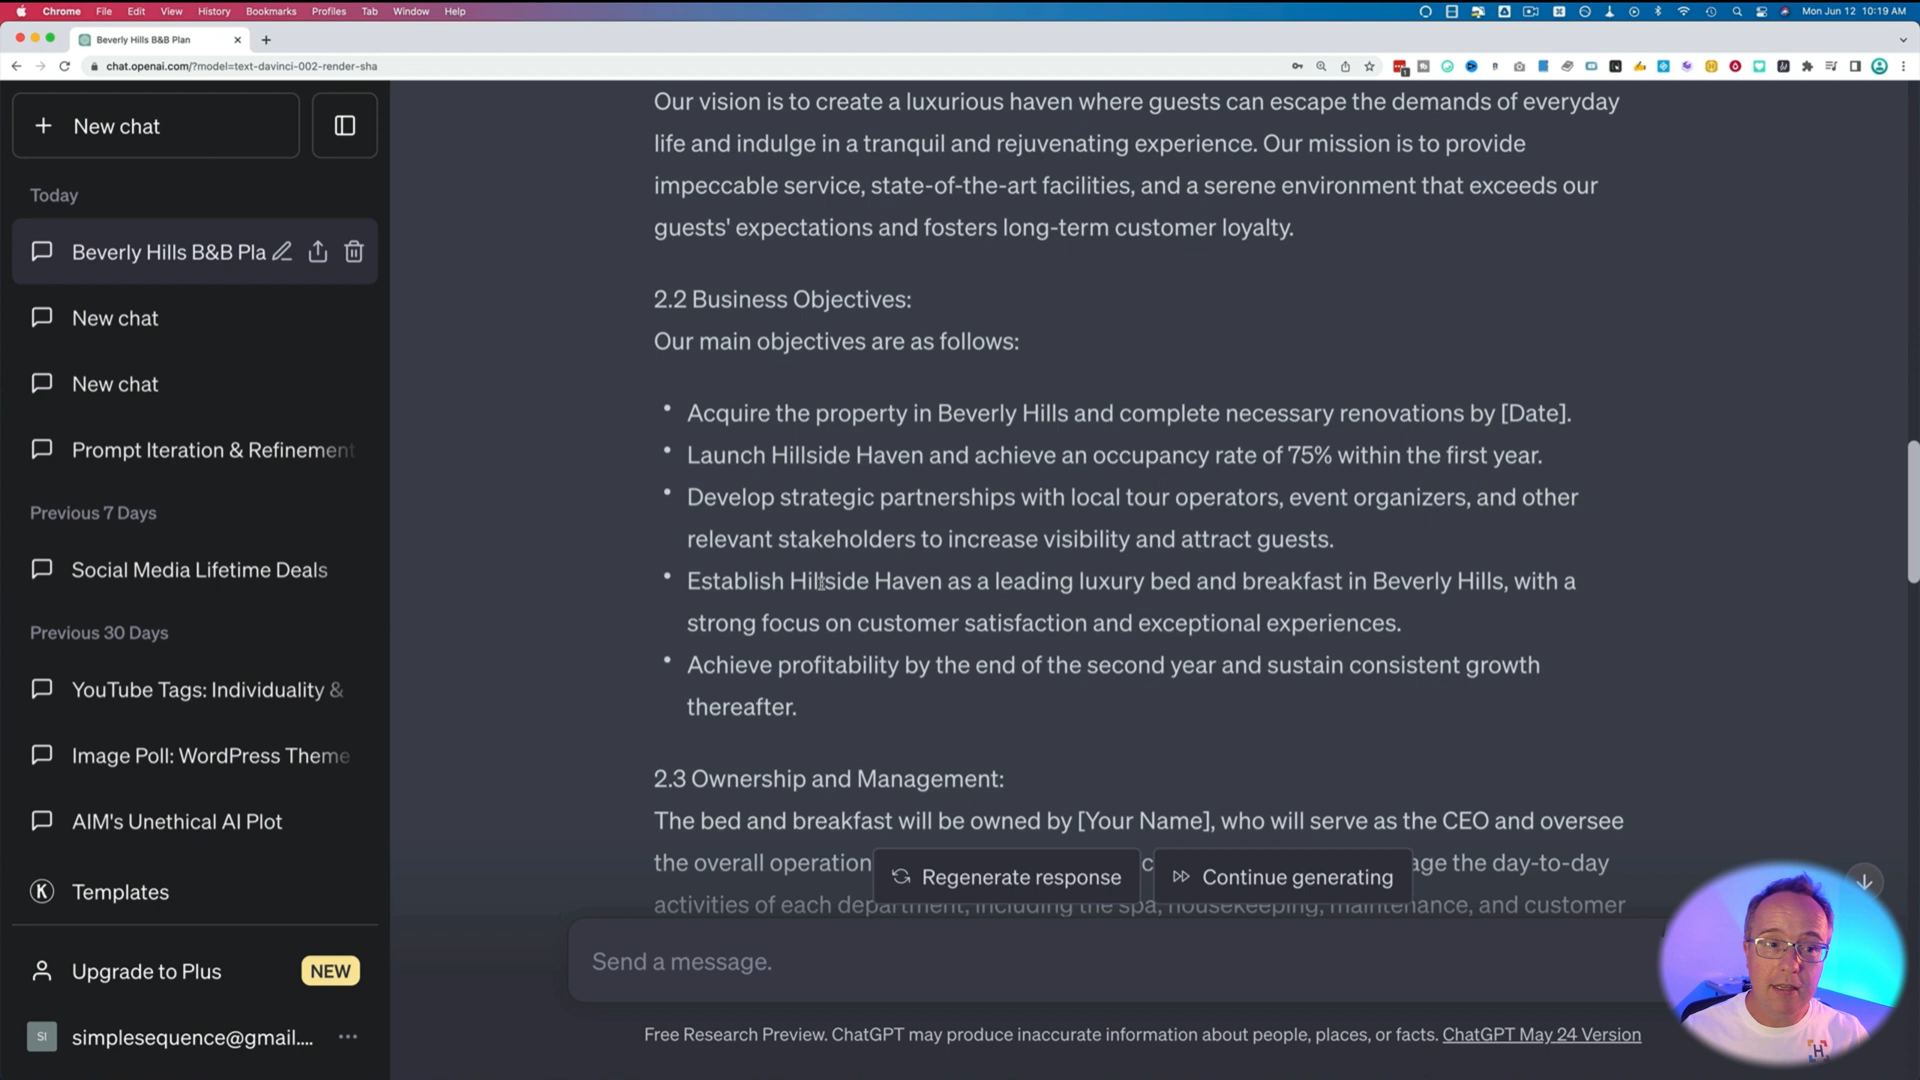 Chrome File Edit View History Bookmarks Profiles Tab Window Help Mon Jun 12 10:19 AM
Beverly Hills B&B Plan
chat.openai.com/?model=text-davinci-002-render-sha
New chat
Today
Beverly Hills B&B Pla
New chat
New chat
Prompt Iteration & Refinement
Previous 7 Days
Social Media Lifetime Deals
Previous 30 Days
YouTube Tags: Individuality &
Image Poll: WordPress Theme
AIM's Unethical AI Plot
K Templates
Upgrade to Plus NEW
SI simplesequence@gmail....
Our vision is to create a luxurious haven where guests can escape the demands of everyday
life and indulge in a tranquil and rejuvenating experience. Our mission is to provide
impeccable service, state-of-the-art facilities, and a serene environment that exceeds our
guests' expectations and fosters long-term customer loyalty.
2.2 Business Objectives:
Our main objectives are as follows:
• Acquire the property in Beverly Hills and complete necessary renovations by [Date].
• Launch Hillside Haven and achieve an occupancy rate of 75% within the first year.
• Develop strategic partnerships with local tour operators, event organizers, and other
relevant stakeholders to increase visibility and attract guests.
• Establish Hillside Haven as a leading luxury bed and breakfast in Beverly Hills, with a
strong focus on customer satisfaction and exceptional experiences.
• Achieve profitability by the end of the second year and sustain consistent growth
thereafter.
2.3 Ownership and Management:
The bed and breakfast will be owned by [Your Name], who will serve as the CEO and oversee
the overall operation age the day-to-day
Regenerate response Continue generating
activities of each department, including the spa, housekeeping, maintenance, and customer
Send a message.
Free Research Preview. ChatGPT may produce inaccurate information about people, places, or facts. ChatGPT May 24 Version